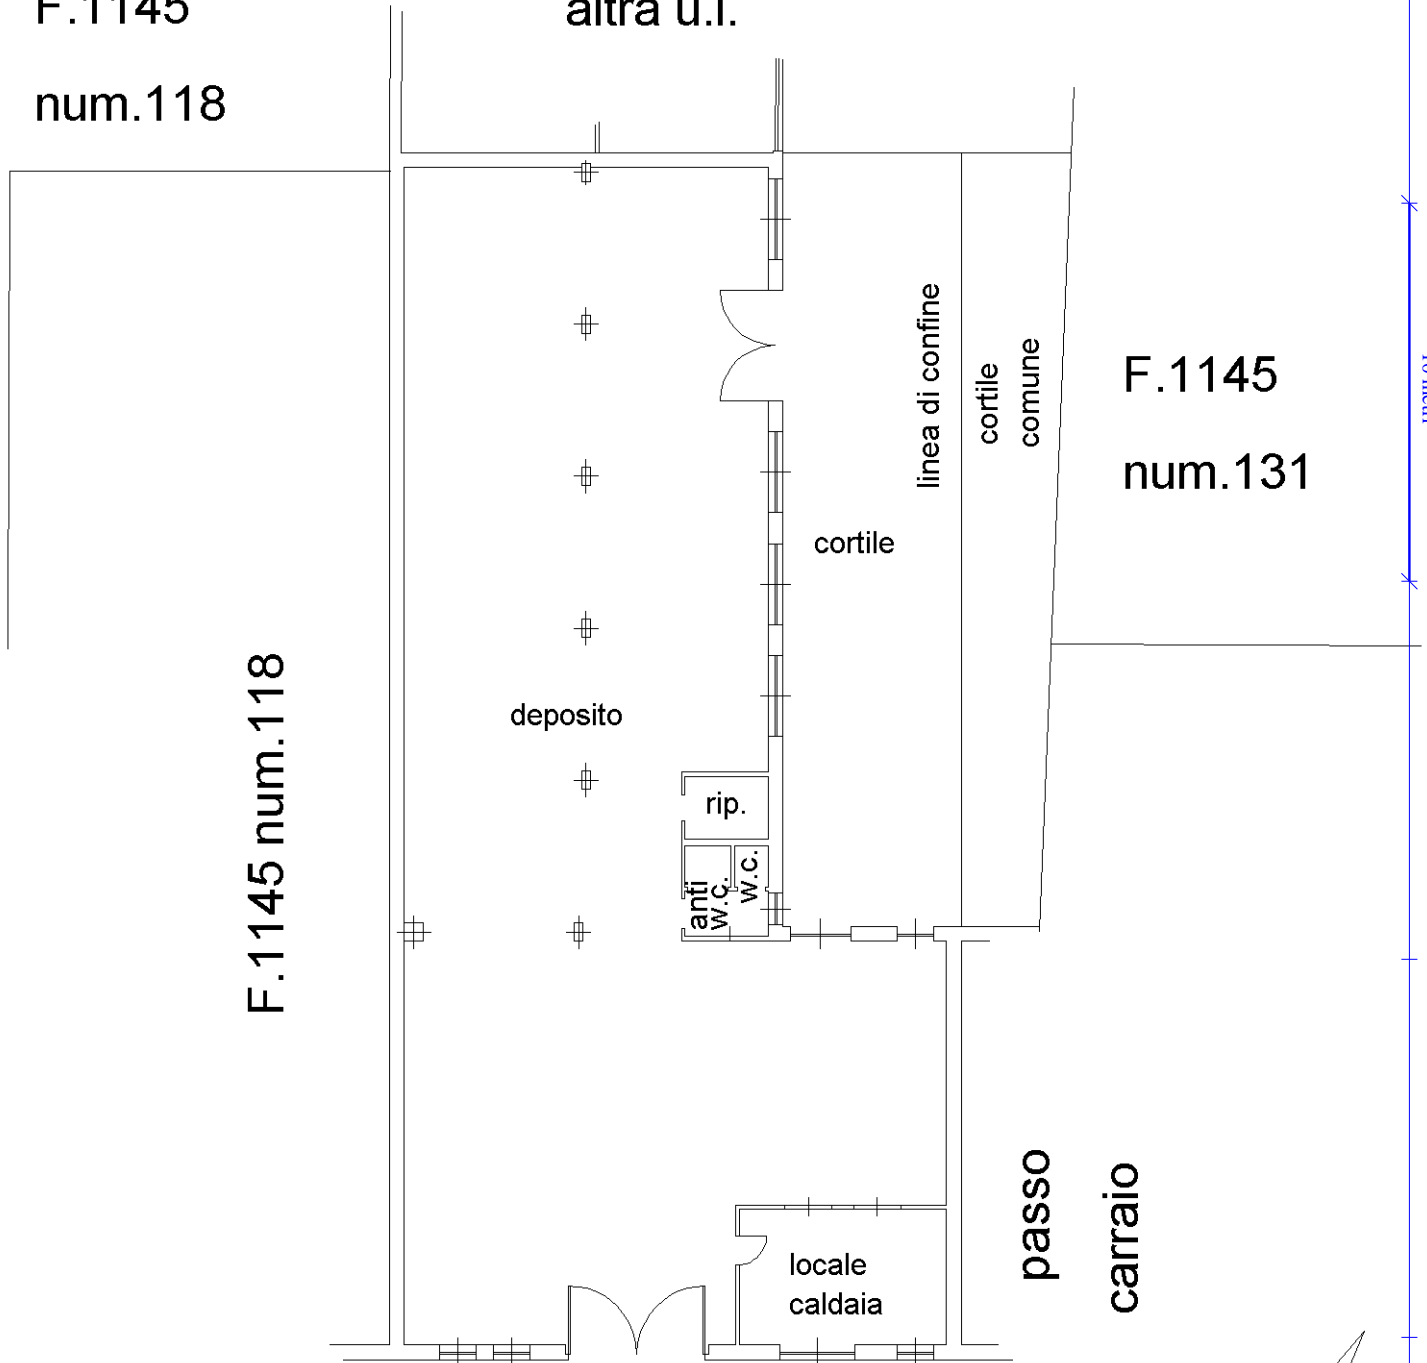 F.1145
num.118
altra u.i.
linea di confine
cortile
comune
F.1145
num.131
cortile
deposito
F.1145 num.118
rip.
anti
w.c.
w.c.
passo
carraio
locale
caldaia